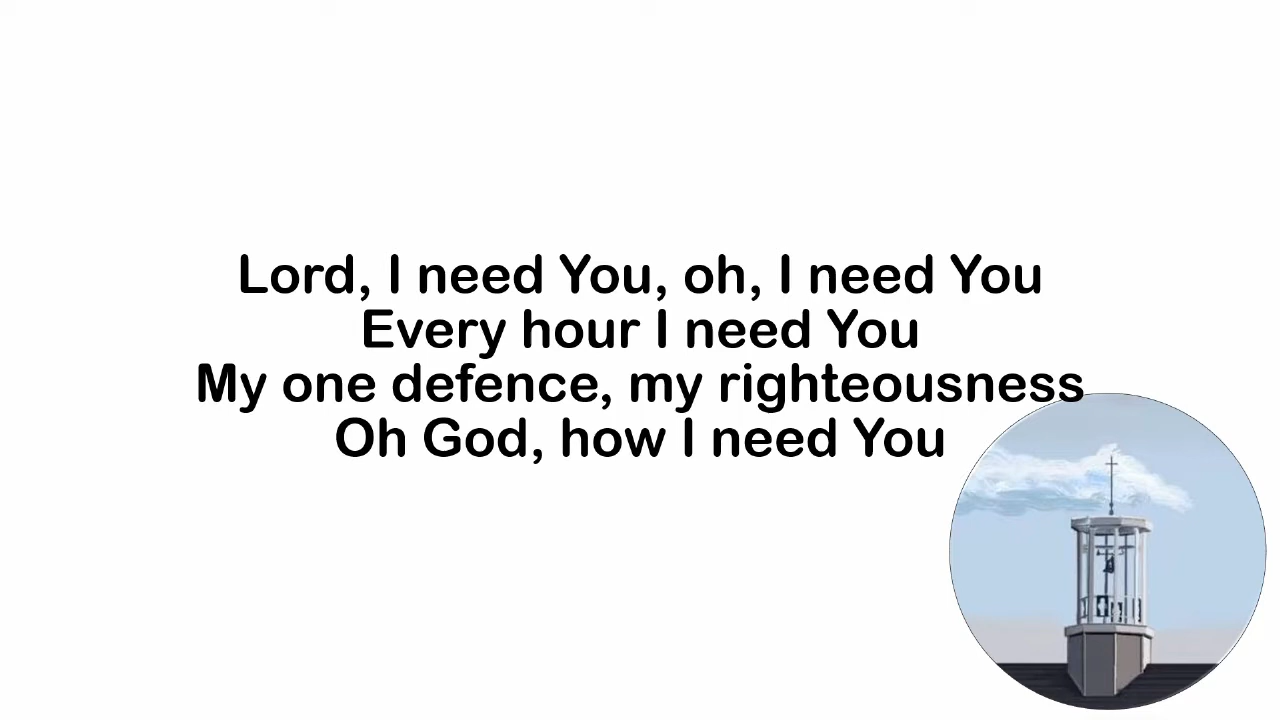 Lord, I need You, oh, I need You
Every hour I need You
My one defence, my righteousness
Oh God, how I need You